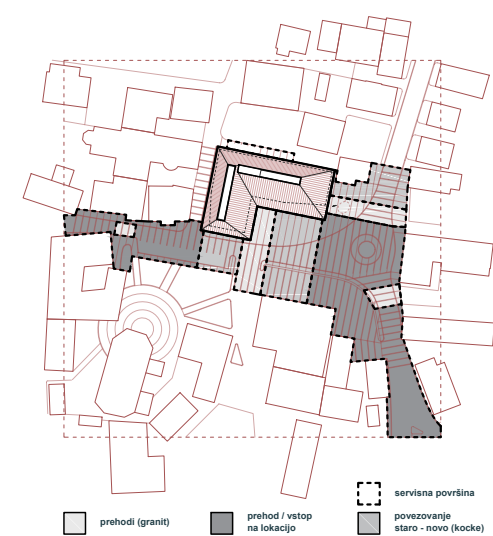 servisna površina
prehodi (granit)
prehod / vstop
na lokacijo
povezovanje
staro - novo (kocke)